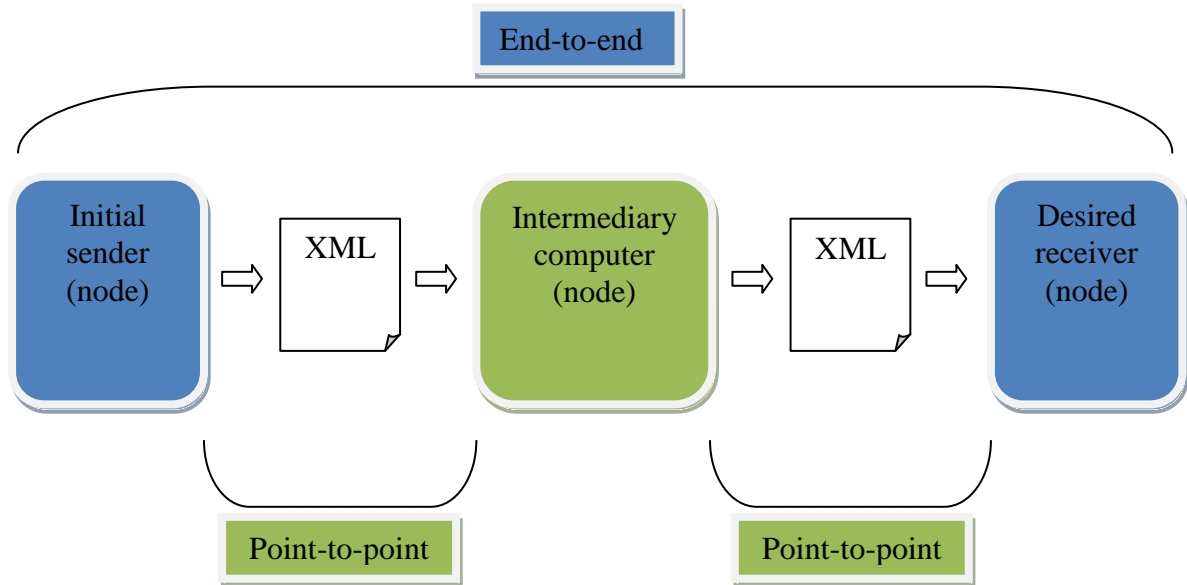 End-to-end
Initial
sender
(node)
XML
Intermediary
computer
(node)
XML
Desired
receiver
(node)
Point-to-point
Point-to-point